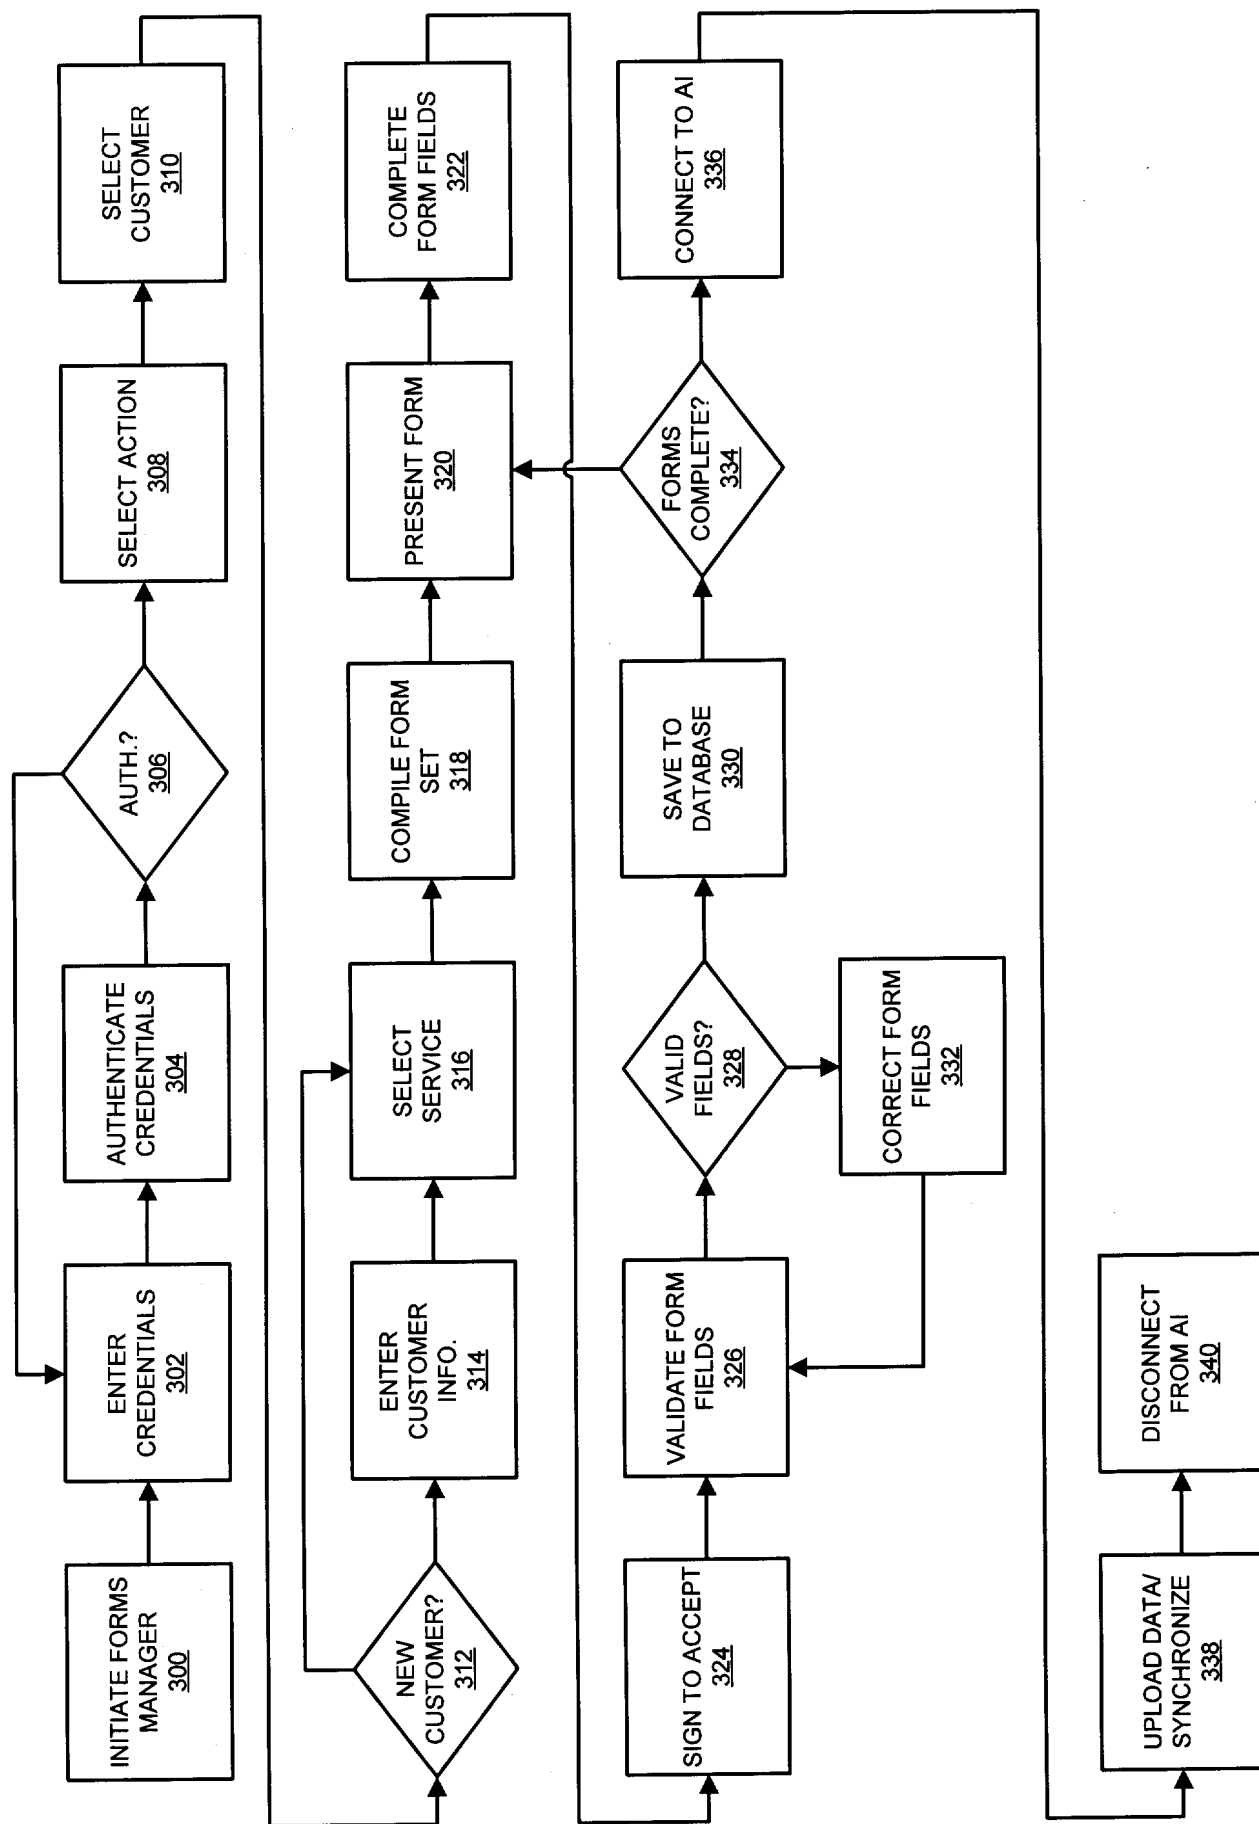 INITIATE FORMS
MANAGER
300
ENTER
CREDENTIALS
302
AUTHENTICATE
CREDENTIALS
304
AUTH.?
306
SELECT ACTION
308
SELECT
CUSTOMER
310
NEW
CUSTOMER?
312
ENTER
CUSTOMER
INFO.
314
SELECT
SERVICE
316
COMPILE FORM
SET
318
PRESENT FORM
320
COMPLETE
FORM FIELDS
322
SIGN TO ACCEPT
324
VALIDATE FORM
FIELDS
326
VALID
FIELDS?
328
SAVE TO
DATABASE
330
CORRECT FORM
FIELDS
332
FORMS
COMPLETE?
334
CONNECT TO AI
336
UPLOAD DATA/
SYNCHRONIZE
338
DISCONNECT
FROM AI
340